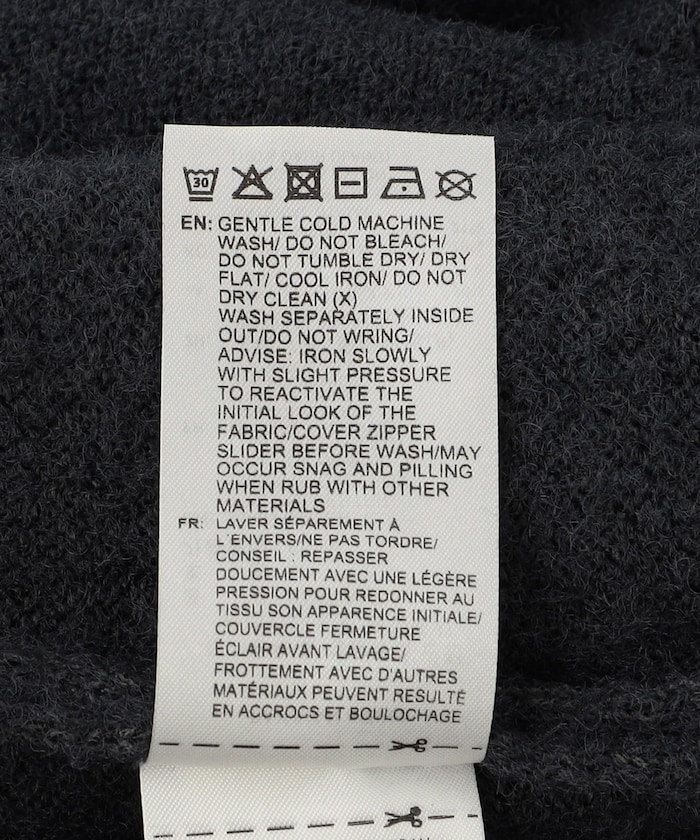 30
EN: GENTLE COLD MACHINE
WASH/ DO NOT BLEACH/
DO NOT TUMBLE DRY/ DRY
FLAT/ COOL IRON/ DO NOT
DRY CLEAN (X)
WASH SEPARATELY INSIDE
OUT/DO NOT WRING/
ADVISE: IRON SLOWLY
WITH SLIGHT PRESSURE
TO REACTIVATE THE
INITIAL LOOK OF THE
FABRIC/COVER ZIPPER
SLIDER BEFORE WASH/MAY
OCCUR SNAG AND PILLING
WHEN RUB WITH OTHER
MATERIALS
FR: LAVER SÉPAREMENT À
L'ENVERS/NE PAS TORDRE/
CONSEIL : REPASSER
DOUCEMENT AVEC UNE LÉGÈRE
PRESSION POUR REDONNER AU
TISSU SON APPARENCE INITIALE/
COUVERCLE FERMETURE
ÉCLAIR AVANT LAVAGE/
FROTTEMENT AVEC D'AUTRES
MATÉRIAUX PEUVENT RESULTÉ
EN ACCROCS ET BOULOCHAGE